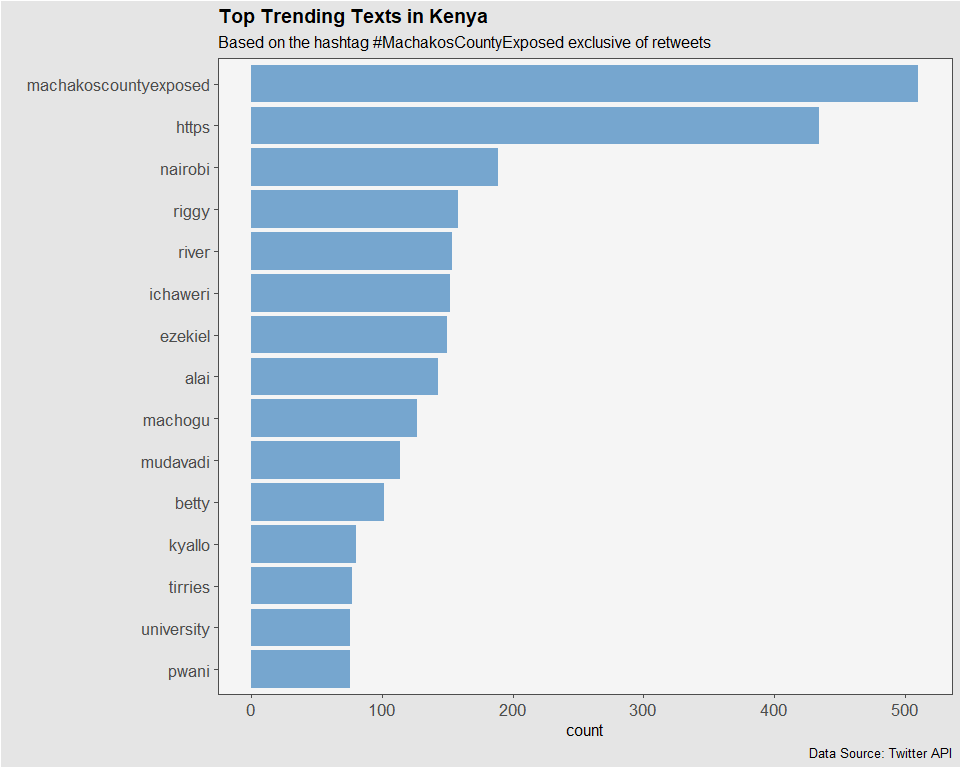 Top Trending Texts in Kenya
Based on the hashtag #MachakosCountyExposed exclusive of retweets
machakoscountyexposed
https
nairobi
riggy
river
ichaweri
ezekiel
alai
machogu
mudavadi
betty
kyallo
tirries
university
pwani
0 100 200 300 400 500
count
Data Source: Twitter API